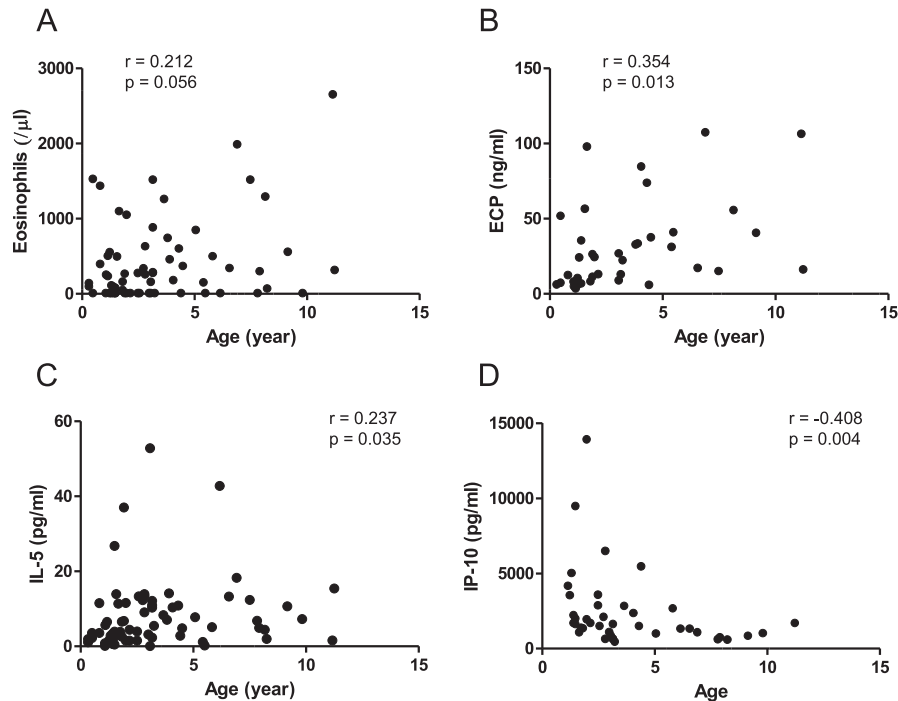 A
r = 0.212
p = 0.056
3000
2000
1000
0
Eosinophils (/µl)
0 5 10 15
Age (year)
B
r = 0.354
p = 0.013
150
100
50
0
ECP (ng/ml)
0 5 10 15
Age (year)
C
r = 0.237
p = 0.035
60
40
20
0
IL-5 (pg/ml)
0 5 10 15
Age (year)
D
r = -0.408
p = 0.004
15000
10000
5000
0
IP-10 (pg/ml)
0 5 10 15
Age